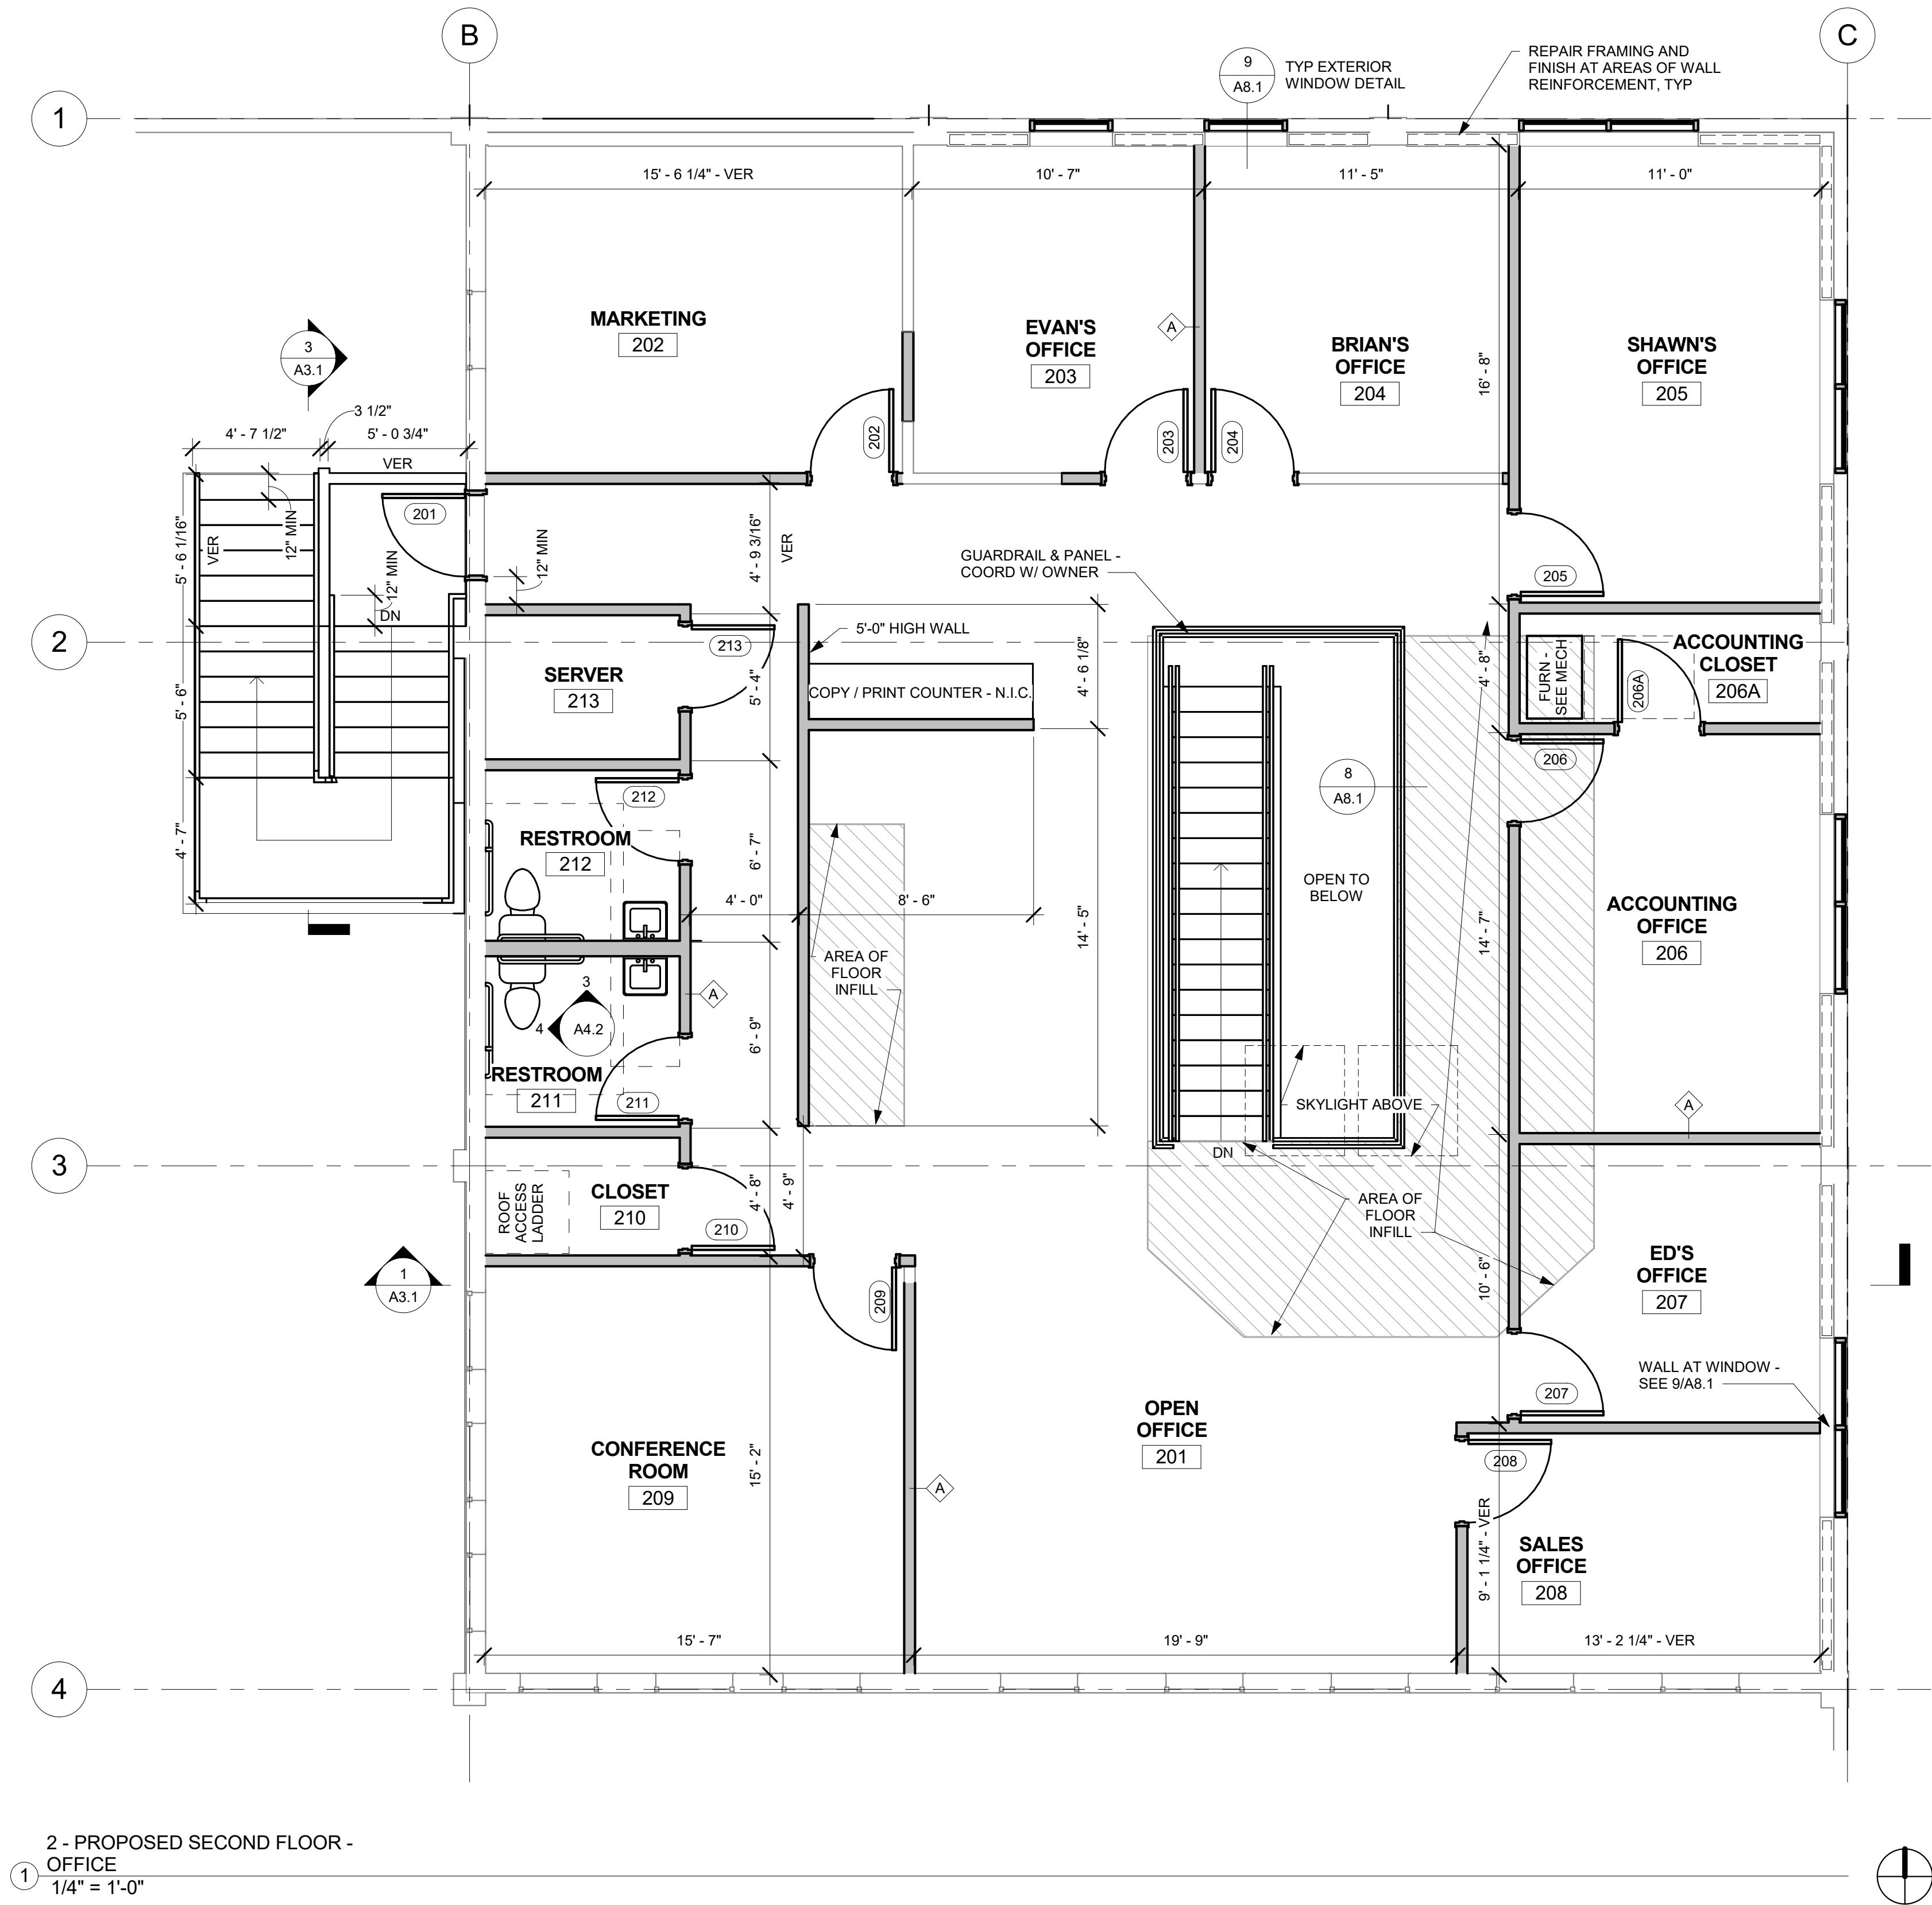 B
C
1
9
A8.1
TYP EXTERIOR
WINDOW DETAIL
REPAIR FRAMING AND
FINISH AT AREAS OF WALL
REINFORCEMENT, TYP
15' - 6 1/4" - VER
10' - 7"
11' - 5"
11' - 0"
MARKETING
202
EVAN'S
OFFICE
203
A
BRIAN'S
OFFICE
204
16' - 8"
SHAWN'S
OFFICE
205
3
A3.1
3 1/2"
4' - 7 1/2"
5' - 0 3/4"
VER
202
203
204
201
5' - 6 1/16"
VER
12" MIN
12" MIN
DN
12" MIN
4' - 9 3/16"
VER
GUARDRAIL & PANEL -
COORD W/ OWNER
205
2
5'-0" HIGH WALL
213
SERVER
213
5' - 4"
COPY / PRINT COUNTER - N.I.C.
4' - 6 1/8"
4' - 8"
FURN -
SEE MECH
206A
ACCOUNTING
CLOSET
206A
5' - 6"
4' - 7"
212
RESTROOM
212
6' - 7"
4' - 0"
8' - 6"
8
A8.1
206
OPEN TO
BELOW
ACCOUNTING
OFFICE
206
14' - 5"
14' - 7"
AREA OF
FLOOR
INFILL
A
3
4
A4.2
6' - 9"
RESTROOM
211
211
SKYLIGHT ABOVE
A
3
DN
CLOSET
210
ROOF
ACCESS
LADDER
210
4' - 8"
4' - 9"
AREA OF
FLOOR
INFILL
1
A3.1
209
10' - 6"
ED'S
OFFICE
207
WALL AT WINDOW -
SEE 9/A8.1
207
OPEN
OFFICE
201
CONFERENCE
ROOM
209
15' - 2"
A
208
9' - 1 1/4" - VER
SALES
OFFICE
208
15' - 7"
19' - 9"
13' - 2 1/4" - VER
4
2 - PROPOSED SECOND FLOOR -
OFFICE
1
1/4" = 1'-0"